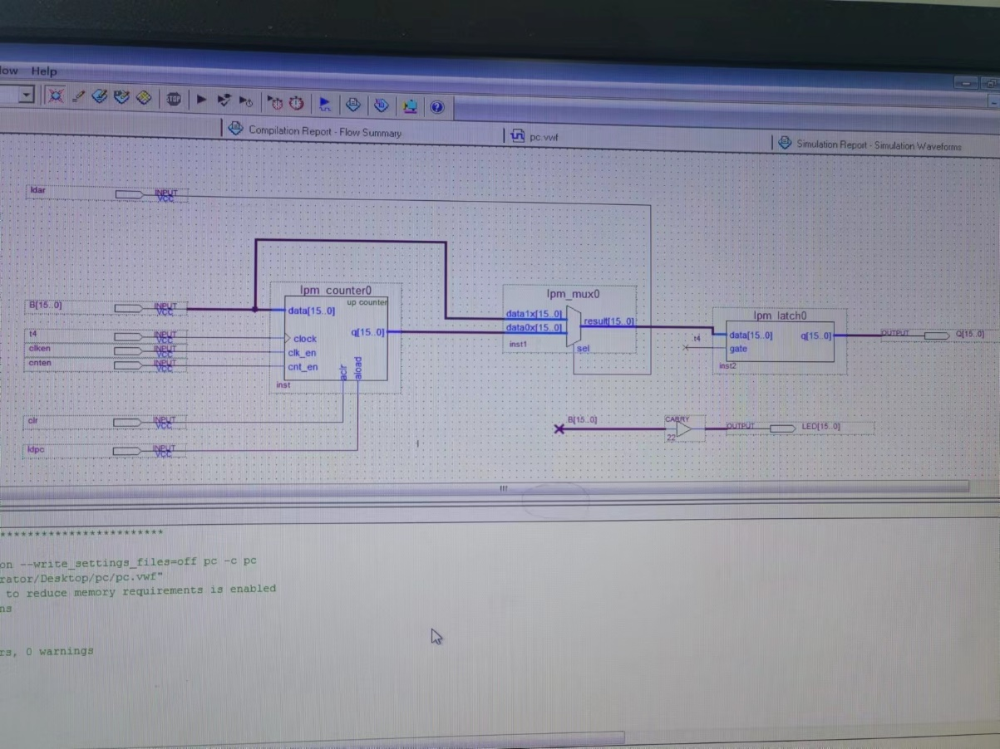 ow Help
STOP
Compilation Report - Flow Summary
pc.vwf
Simulation Report - Simulation Waveforms
ldar
INPUT
VCC
lpm_counter0
up counter
lpm_mux0
lpm_latch0
B[15..0]
INPUT
VCC
data[15..0]
data1x[15..0]
result[15..0]
data0x[15..0]
t4
INPUT
VCC
clock
q[15..0]
inst1
sel
.t4
data[15..0]
q[15..0]
OUTPUT
Q[15..0]
clken
INPUT
VCC
clk_en
gate
cnten
INPUT
VCC
cnt_en
aclr
aload
inst
inst2
clr
INPUT
VCC
B[15..0]
CARRY
22
OUTPUT
LED[15..0]
ldpc
INPUT
VCC
************************
on --write_settings_files=off pc -c pc
rator/Desktop/pc/pc.vwf"
to reduce memory requirements is enabled
ns
rs, 0 warnings